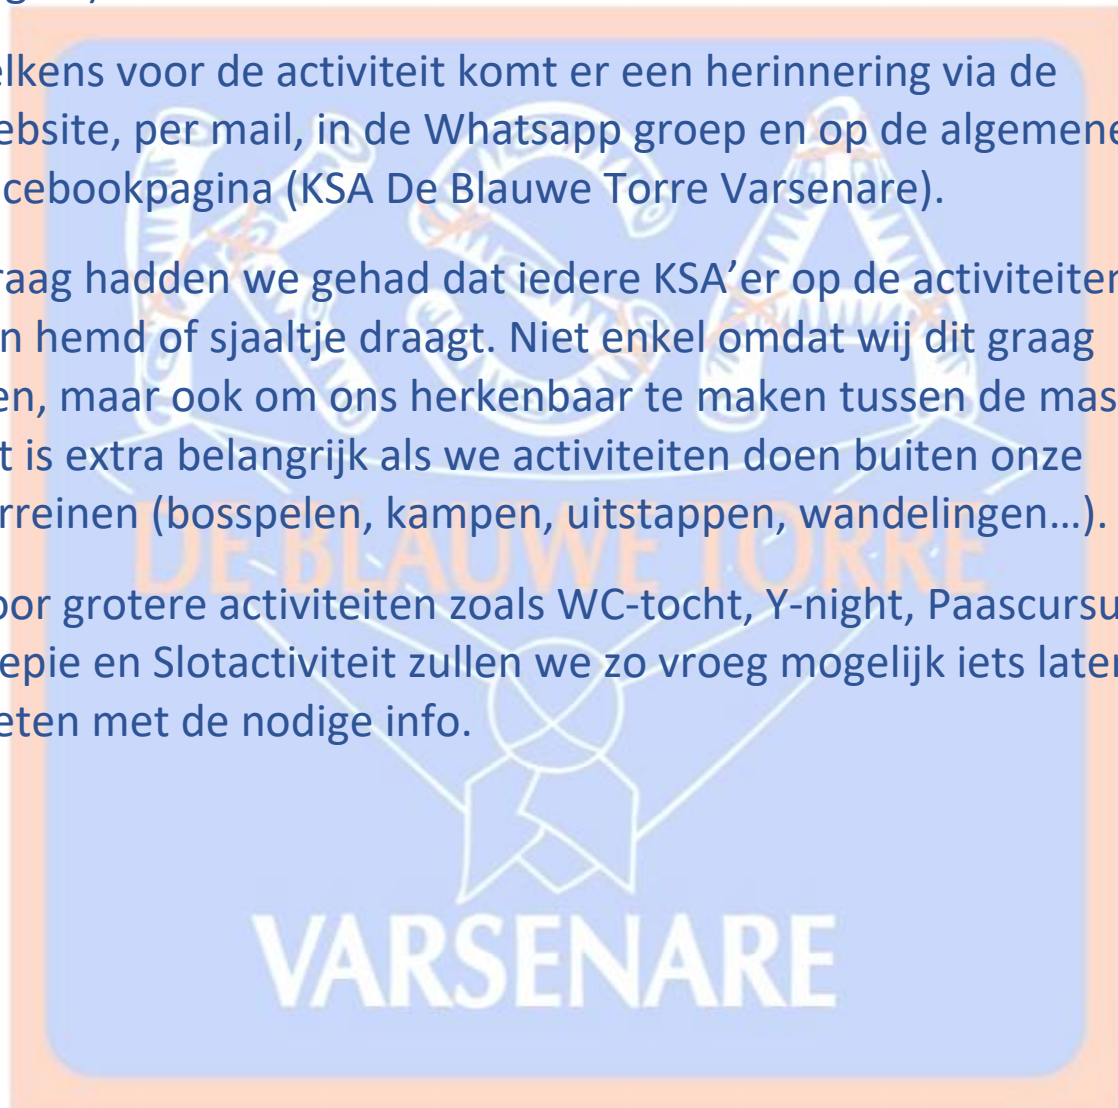 elkens voor de activiteit komt er een herinnering via de
ebsite, per mail, in de Whatsapp groep en op de algemene
cebookpagina (KSA De Blauwe Torre Varsenare).
raag hadden we gehad dat iedere KSA'er op de activiteiten
n hemd of sjaaltje draagt. Niet enkel omdat wij dit graag
en, maar ook om ons herkenbaar te maken tussen de mas
t is extra belangrijk als we activiteiten doen buiten onze
rreinen (bosspelen, kampen, uitstappen, wandelingen...).
oor grotere activiteiten zoals WC-tocht, Y-night, Paascursu
epie en Slotactiviteit zullen we zo vroeg mogelijk iets laten
eten met de nodige info.
KSA
DE BLAUWE TORRE
VARSENARE